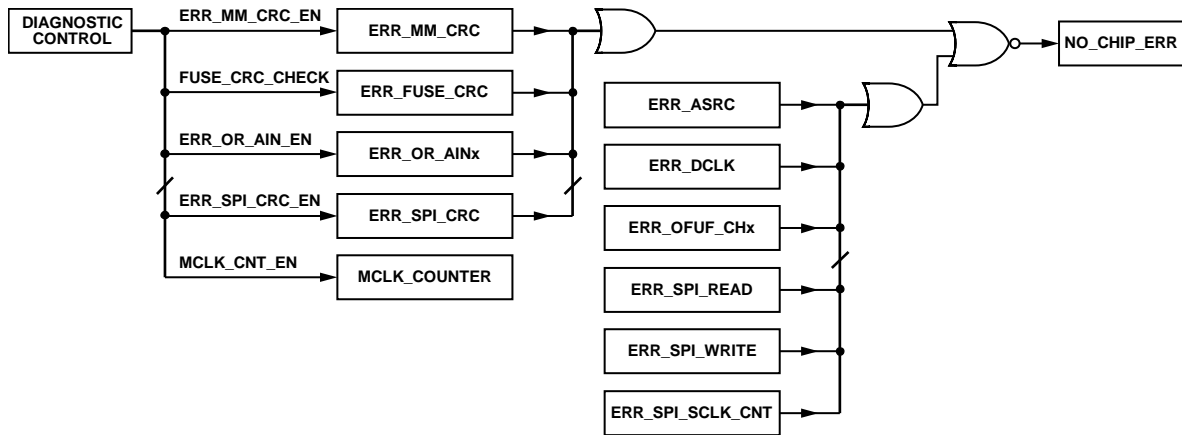 DIAGNOSTIC
CONTROL
ERR_MM_CRC_EN
ERR_MM_CRC
NO_CHIP_ERR
FUSE_CRC_CHECK
ERR_FUSE_CRC
ERR_ASRC
ERR_OR_AIN_EN
ERR_OR_AINx
ERR_DCLK
ERR_SPI_CRC_EN
ERR_SPI_CRC
ERR_OFUF_CHx
MCLK_CNT_EN
MCLK_COUNTER
ERR_SPI_READ
ERR_SPI_WRITE
ERR_SPI_SCLK_CNT